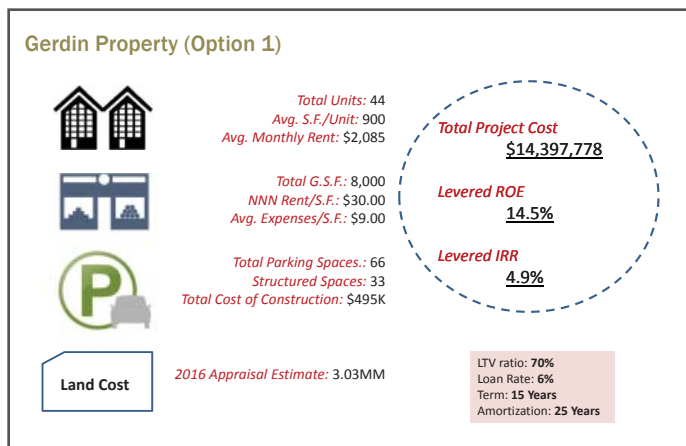 Gerdin Property (Option 1)
Total Units: 44
Avg. S.F./Unit: 900
Avg. Monthly Rent: $2,085
Total G.S.F.: 8,000
NNN Rent/S.F.: $30.00
Avg. Expenses/S.F.: $9.00
P
Total Parking Spaces.: 66
Structured Spaces: 33
Total Cost of Construction: $495K
Land Cost
2016 Appraisal Estimate: 3.03MM
Total Project Cost
$14,397,778
Levered ROE
14.5%
Levered IRR
4.9%
LTV ratio: 70%
Loan Rate: 6%
Term: 15 Years
Amortization: 25 Years